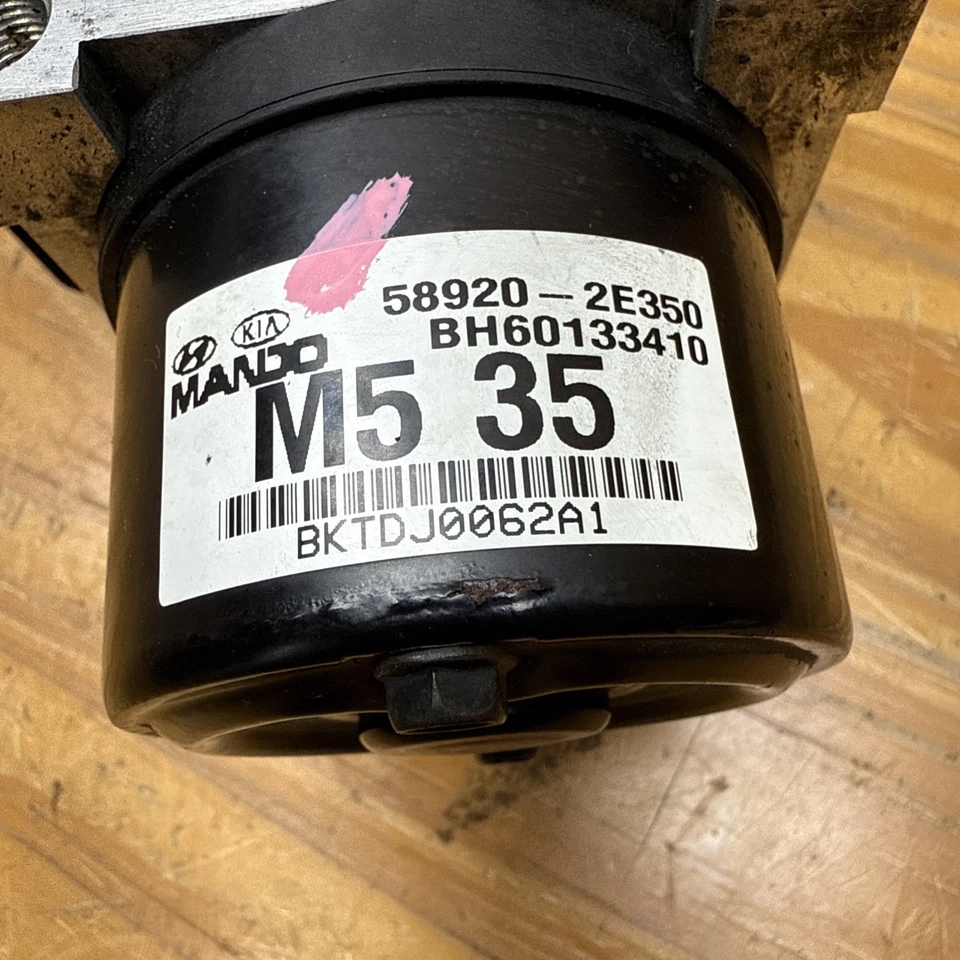 58920-2E350
KIA
BH60133410
MANDO
M5 35
BKTDJ0062A1